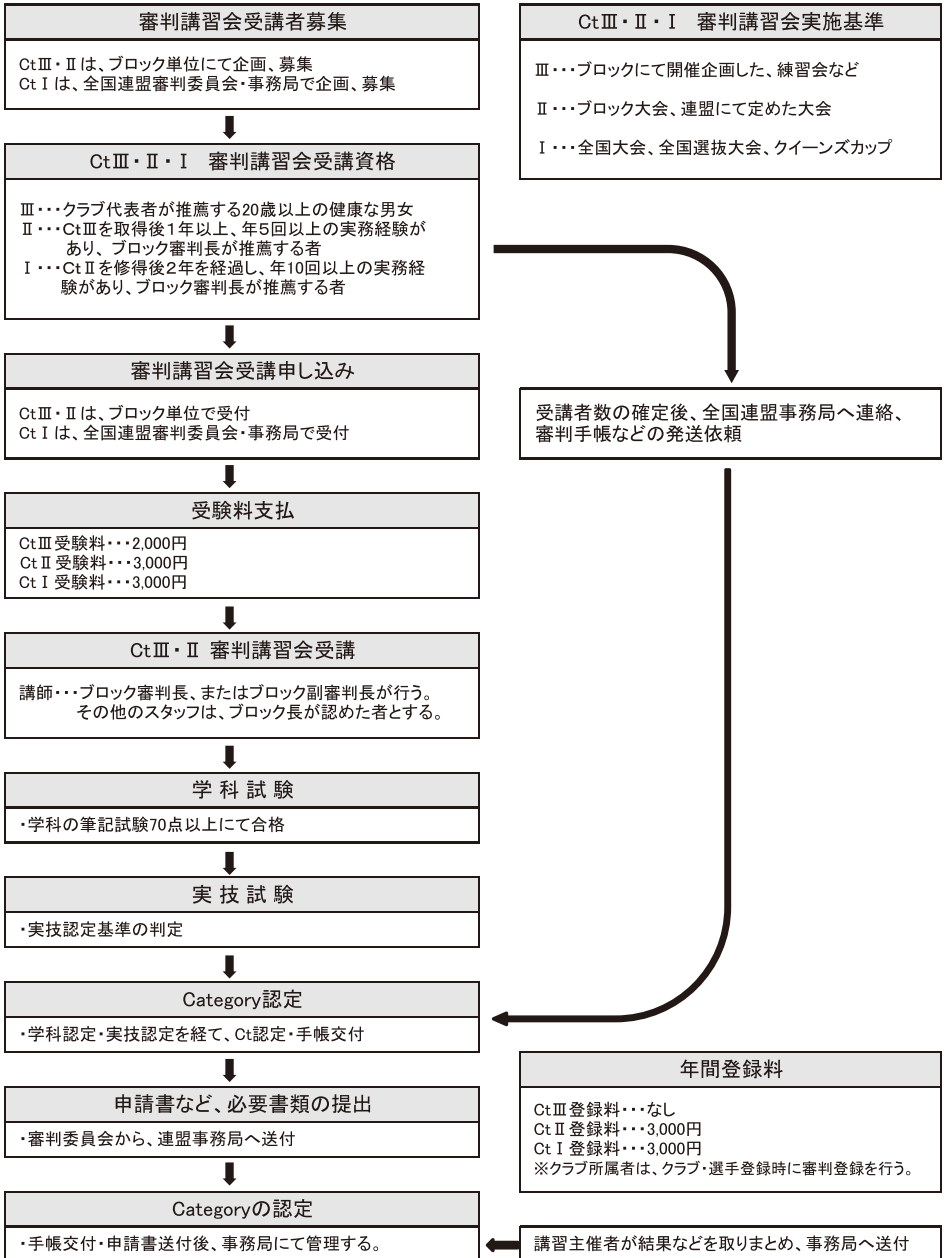 審判講習会受講者募集
CtⅢ・Ⅱは、ブロック単位にて企画、募集
CtⅠは、全国連盟審判委員会・事務局で企画、募集
CtⅢ・Ⅱ・Ⅰ　審判講習会受講資格
Ⅲ・・・クラブ代表者が推薦する20歳以上の健康な男女
Ⅱ・・・CtⅢを取得後1年以上、年5回以上の実務経験が
あり、ブロック審判長が推薦する者
Ⅰ・・・CtⅡを修得後2年を経過し、年10回以上の実務経
験があり、ブロック審判長が推薦する者
審判講習会受講申し込み
CtⅢ・Ⅱは、ブロック単位で受付
CtⅠは、全国連盟審判委員会・事務局で受付
受験料支払
CtⅢ受験料・・・2,000円
CtⅡ受験料・・・3,000円
CtⅠ受験料・・・3,000円
CtⅢ・Ⅱ 審判講習会受講
講師・・・ブロック審判長、またはブロック副審判長が行う。
その他のスタッフは、ブロック長が認めた者とする。
学 科 試 験
・学科の筆記試験70点以上にて合格
実 技 試 験
・実技認定基準の判定
Category認定
・学科認定・実技認定を経て、Ct認定・手帳交付
申請書など、必要書類の提出
・審判委員会から、連盟事務局へ送付
Categoryの認定
・手帳交付・申請書送付後、事務局にて管理する。
CtⅢ・Ⅱ・Ⅰ　審判講習会実施基準
Ⅲ・・・ブロックにて開催企画した、練習会など
Ⅱ・・・ブロック大会、連盟にて定めた大会
Ⅰ・・・全国大会、全国選抜大会、クイーンズカップ
受講者数の確定後、全国連盟事務局へ連絡、
審判手帳などの発送依頼
年間登録料
CtⅢ登録料・・・なし
CtⅡ登録料・・・3,000円
CtⅠ登録料・・・3,000円
※クラブ所属者は、クラブ・選手登録時に審判登録を行う。
講習主催者が結果などを取りまとめ、事務局へ送付